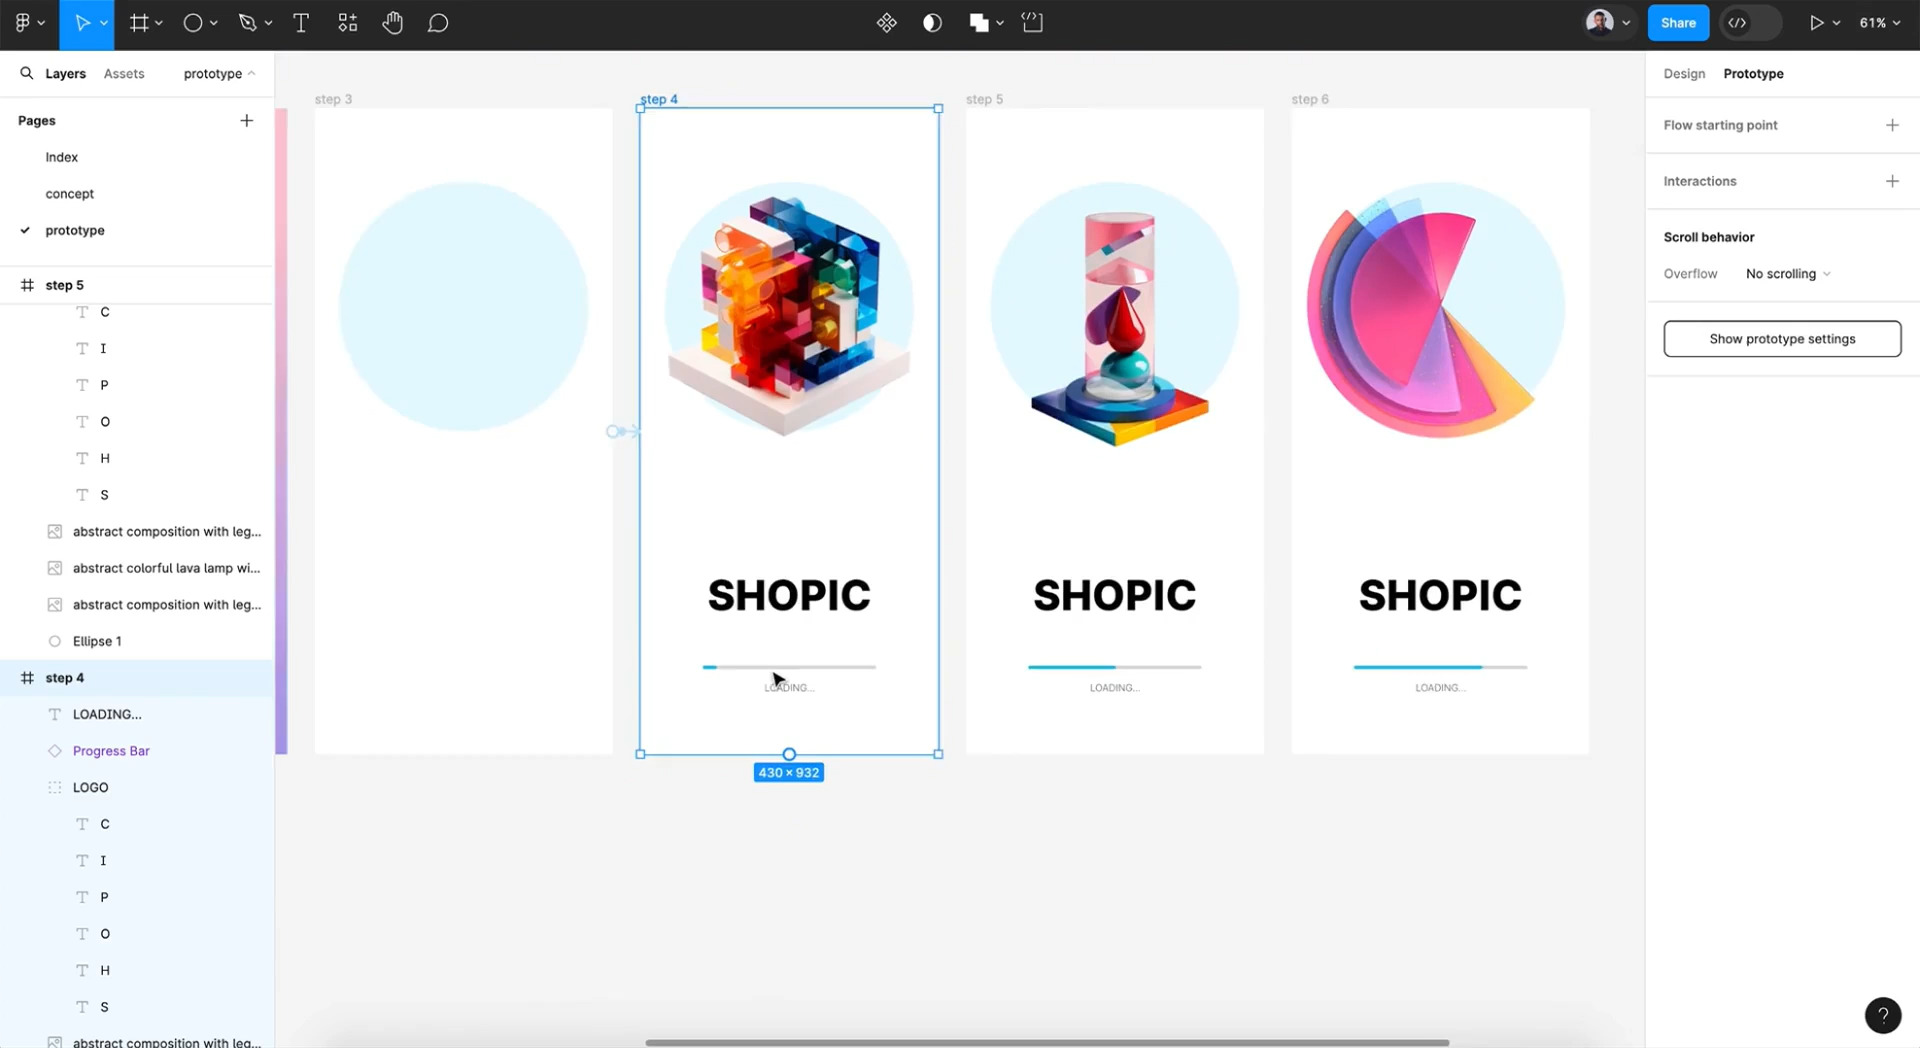 Share
61%
Layers
Assets
prototype
Pages
Index
concept
prototype
step 5
C
I
P
O
H
S
abstract composition with leg...
abstract colorful lava lamp wi...
abstract composition with leg...
Ellipse 1
step 4
LOADING...
Progress Bar
LOGO
C
I
P
O
H
S
abstract composition with leg...
step 3
step 4
SHOPIC
LOADING...
430 × 932
step 5
SHOPIC
LOADING...
step 6
SHOPIC
LOADING...
Design
Prototype
Flow starting point
Interactions
Scroll behavior
Overflow
No scrolling
Show prototype settings
?